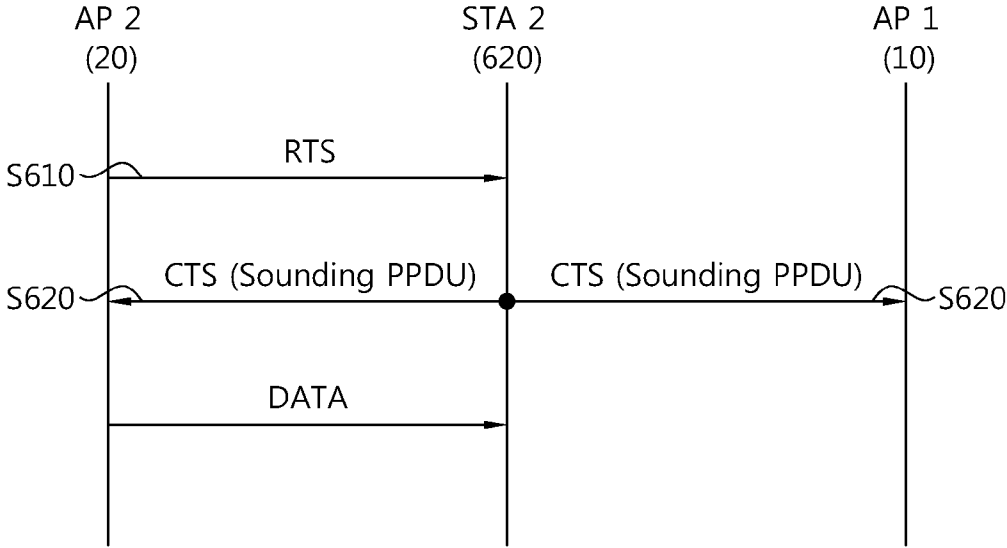 AP 2
(20)
STA 2
(620)
AP 1
(10)
RTS
S610
CTS (Sounding PPDU)
CTS (Sounding PPDU)
S620
S620
DATA